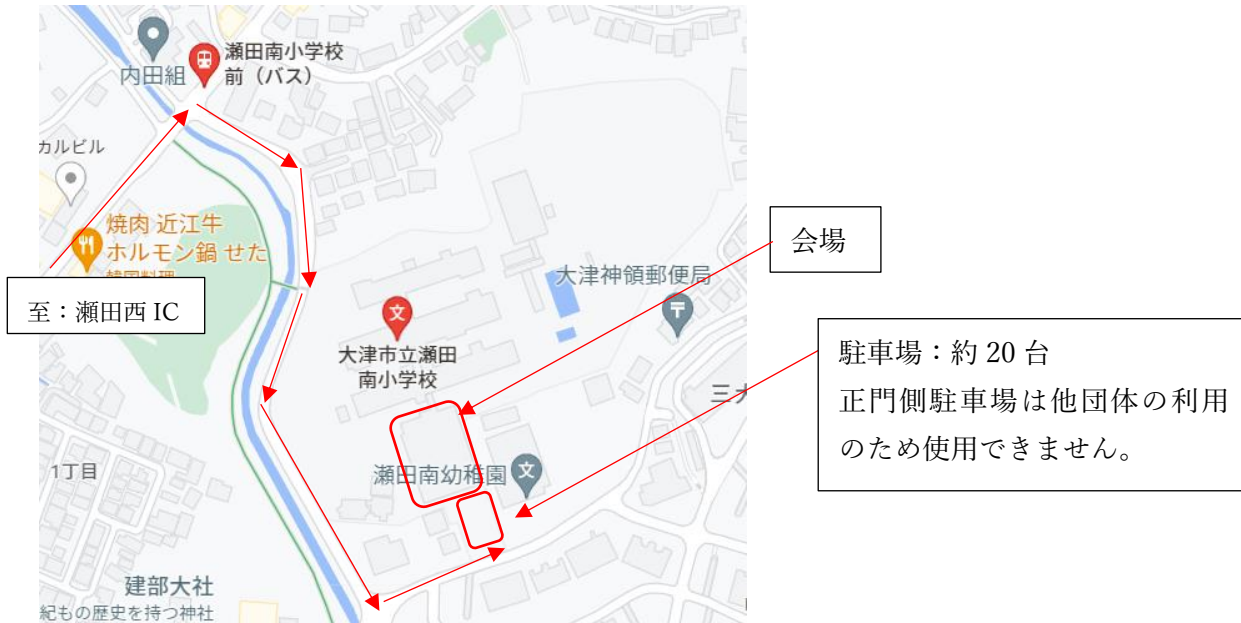 瀬田南小学校
前（バス）
内田組
カルビル
焼肉 近江牛
ホルモン鍋 せた
至：瀬田西 IC
会場
大津神領郵便局
大津市立瀬田
南小学校
駐車場：約 20 台
正門側駐車場は他団体の利用
のため使用できません。
三大
1丁目
瀬田南幼稚園
建部大社
紀もの歴史を持つ神社